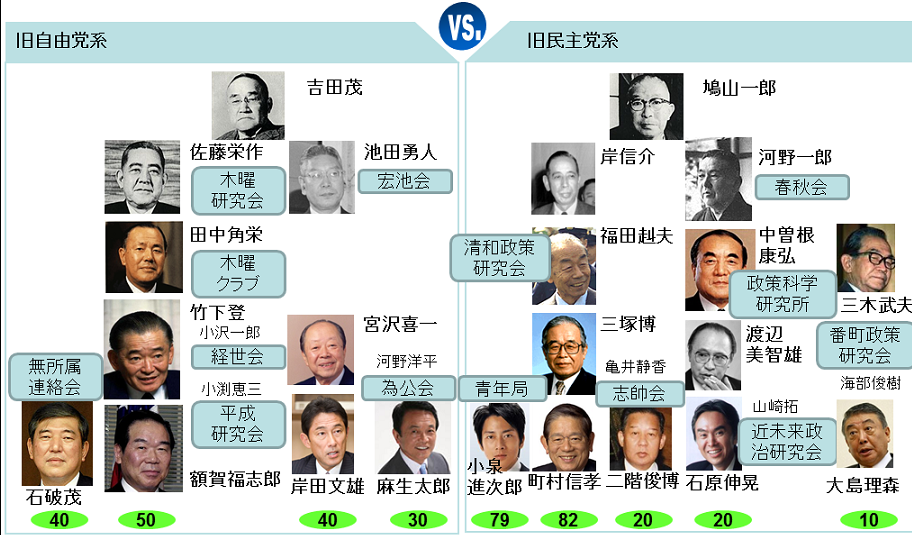 VS.
旧自由党系
吉田茂
佐藤栄作
木曜
研究会
池田勇人
宏池会
田中角栄
木曜
クラブ
竹下登
小沢一郎
経世会
宮沢喜一
河野洋平
為公会
無所属
連絡会
小渕恵三
平成
研究会
石破茂
額賀福志郎
岸田文雄
麻生太郎
40
50
40
30
旧民主党系
鳩山一郎
岸信介
河野一郎
春秋会
清和政策
研究会
福田赳夫
中曽根
康弘
政策科学
研究所
三木武夫
三塚博
渡辺
美智雄
番町政策
研究会
亀井静香
海部俊樹
青年局
志帥会
山崎拓
近未来政
治研究会
小泉
進次郎
町村信孝
二階俊博
石原伸晃
大島理森
79
82
20
20
10